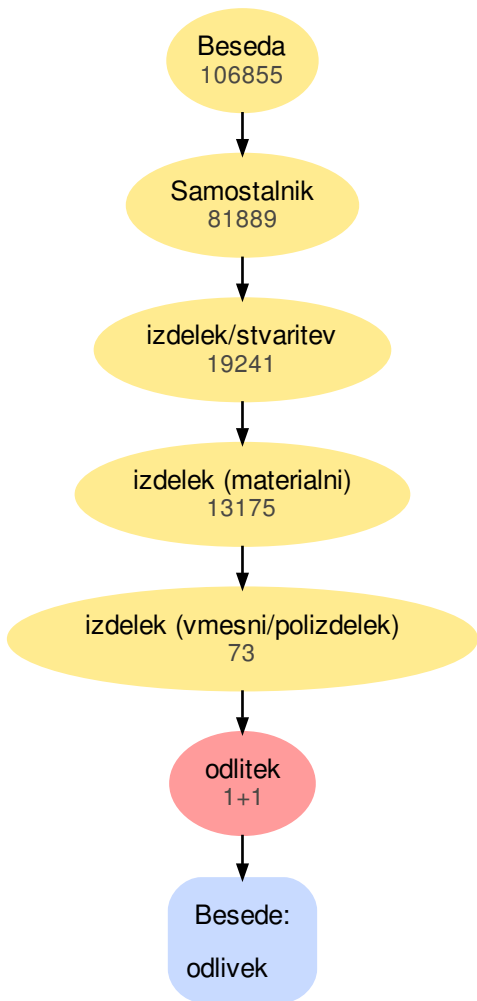 Beseda
106855
Samostalnik
81889
izdelek/stvaritev
19241
izdelek (materialni)
13175
izdelek (vmesni/polizdelek)
73
odlitek
1+1
Besede:
odlivek